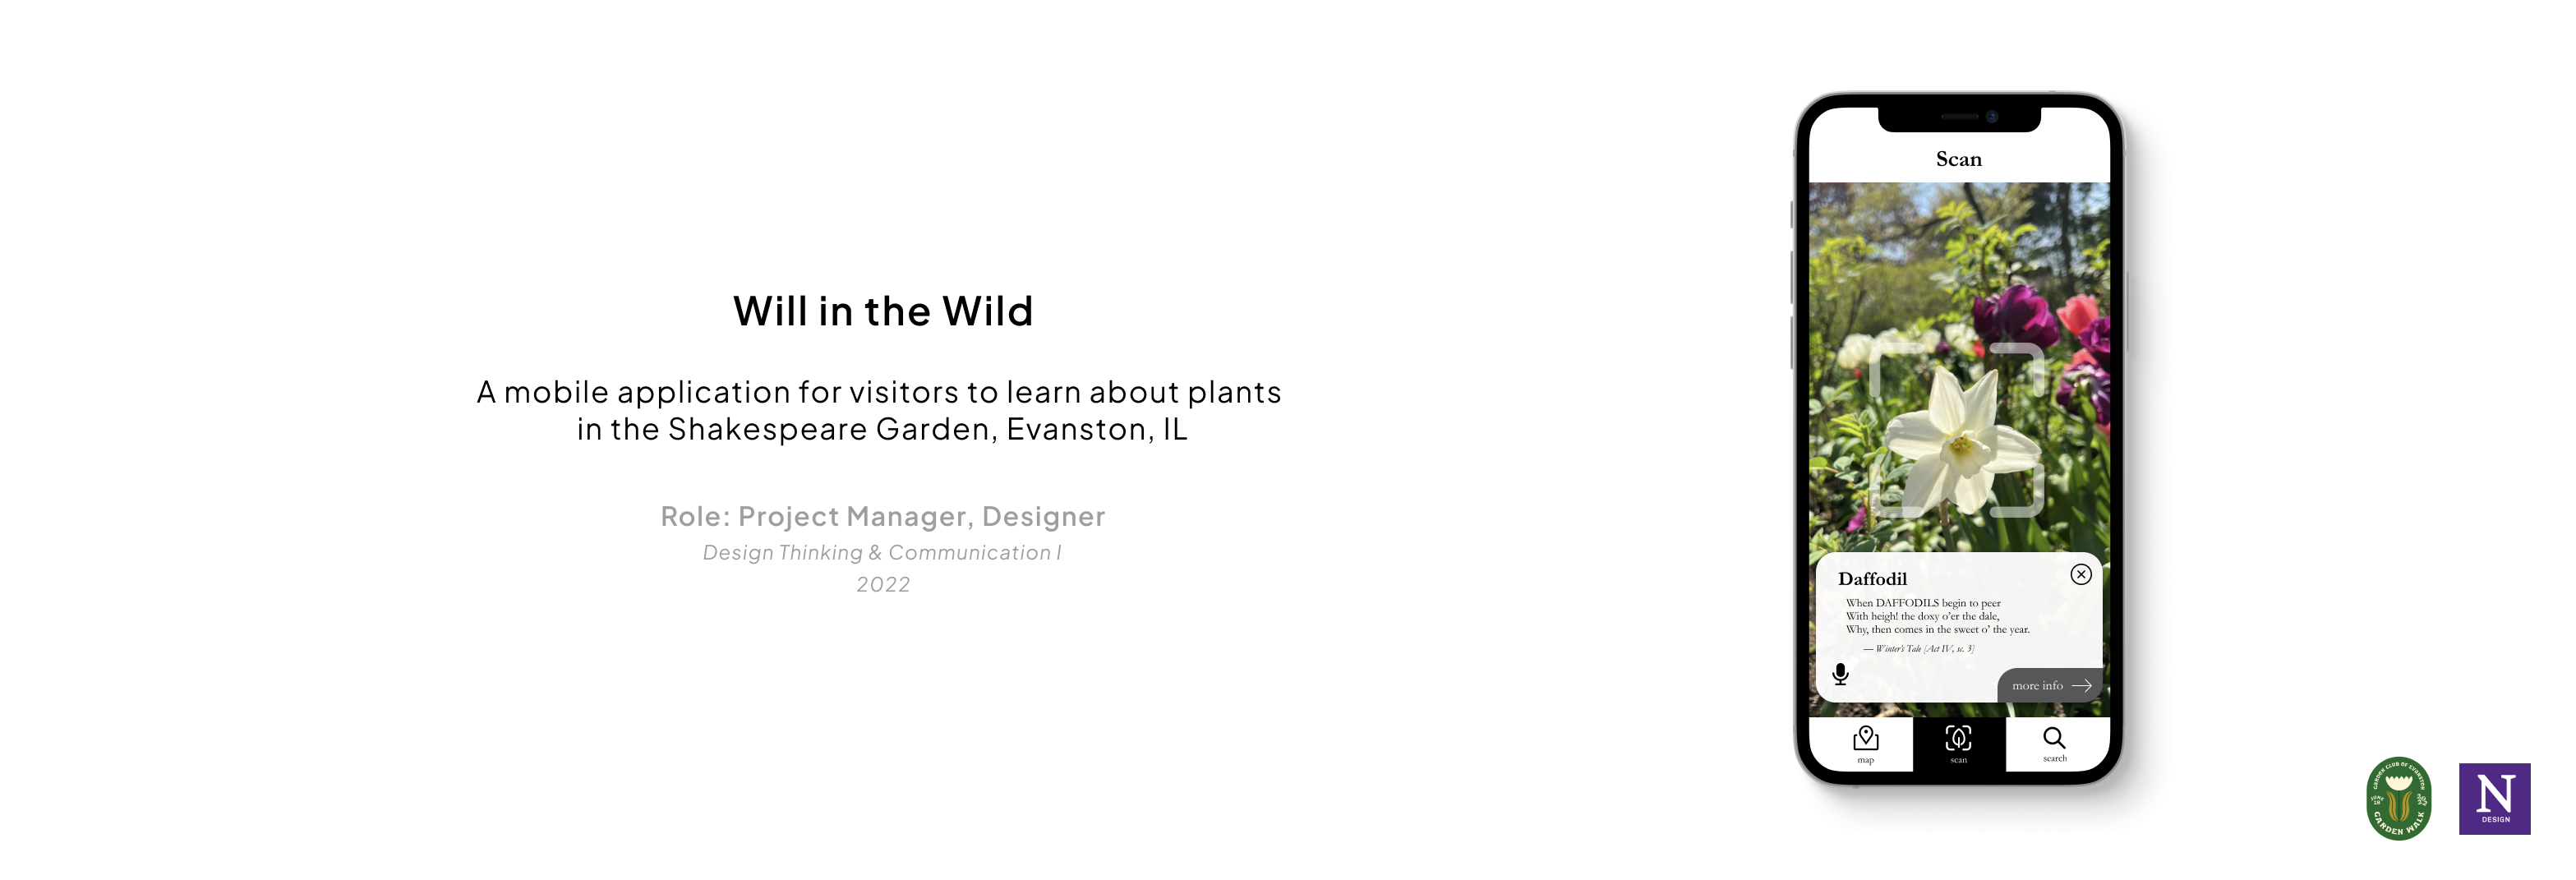 Will in the Wild
A mobile application for visitors to learn about plants
in the Shakespeare Garden, Evanston, IL
Role: Project Manager, Designer
Design Thinking & Communication I
2022
Scan
Daffodil
When DAFFODILS begin to peer
With heigh! the doxy o'er the dale,
Why, then comes in the sweet o' the year.
— Winter's Tale [Act IV, sc. 3]
more info
map
scan
search
GARDEN CLUB OF EVANSTON
JUNE
GARDEN WALK
N
DESIGN